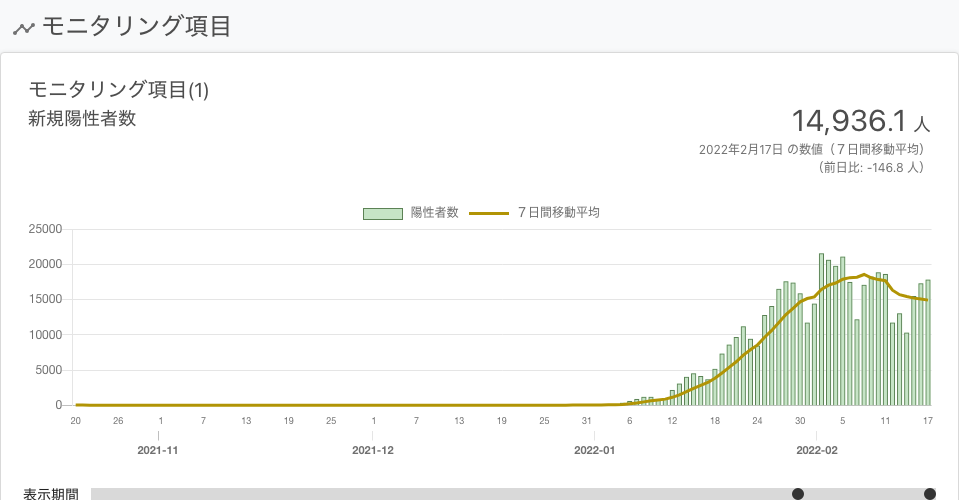 モニタリング項目
モニタリング項目(1)
新規陽性者数
14,936.1 人
2022年2月17日 の数値（７日間移動平均）
（前日比: -146.8 人）
陽性者数 ７日間移動平均
25000
20000
15000
10000
5000
0
20 26 1 7 13 19 25 1 7 13 19 25 31 6 12 18 24 30 5 11 17
2021-11 2021-12 2022-01 2022-02
表示期間